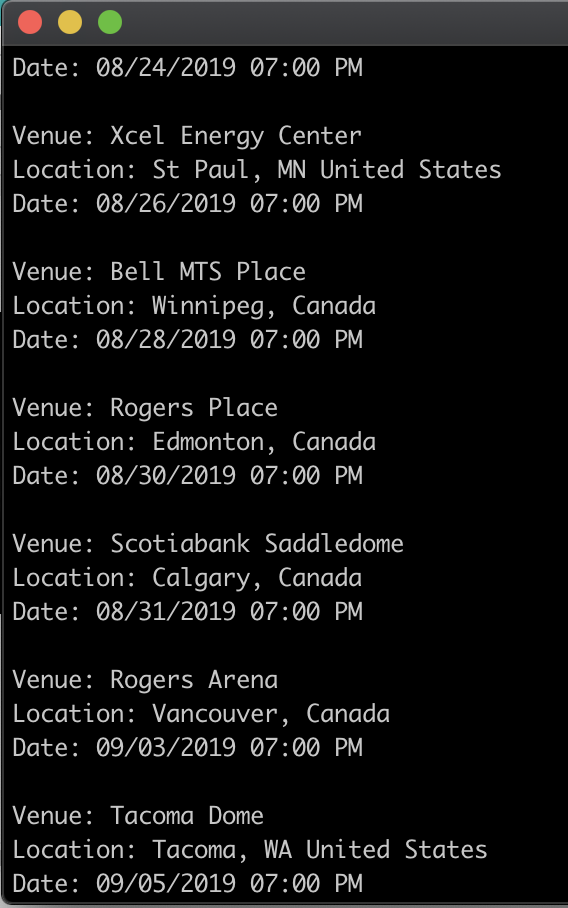 Date: 08/24/2019 07:00 PM
Venue: Xcel Energy Center
Location: St Paul, MN United States
Date: 08/26/2019 07:00 PM
Venue: Bell MTS Place
Location: Winnipeg, Canada
Date: 08/28/2019 07:00 PM
Venue: Rogers Place
Location: Edmonton, Canada
Date: 08/30/2019 07:00 PM
Venue: Scotiabank Saddledome
Location: Calgary, Canada
Date: 08/31/2019 07:00 PM
Venue: Rogers Arena
Location: Vancouver, Canada
Date: 09/03/2019 07:00 PM
Venue: Tacoma Dome
Location: Tacoma, WA United States
Date: 09/05/2019 07:00 PM